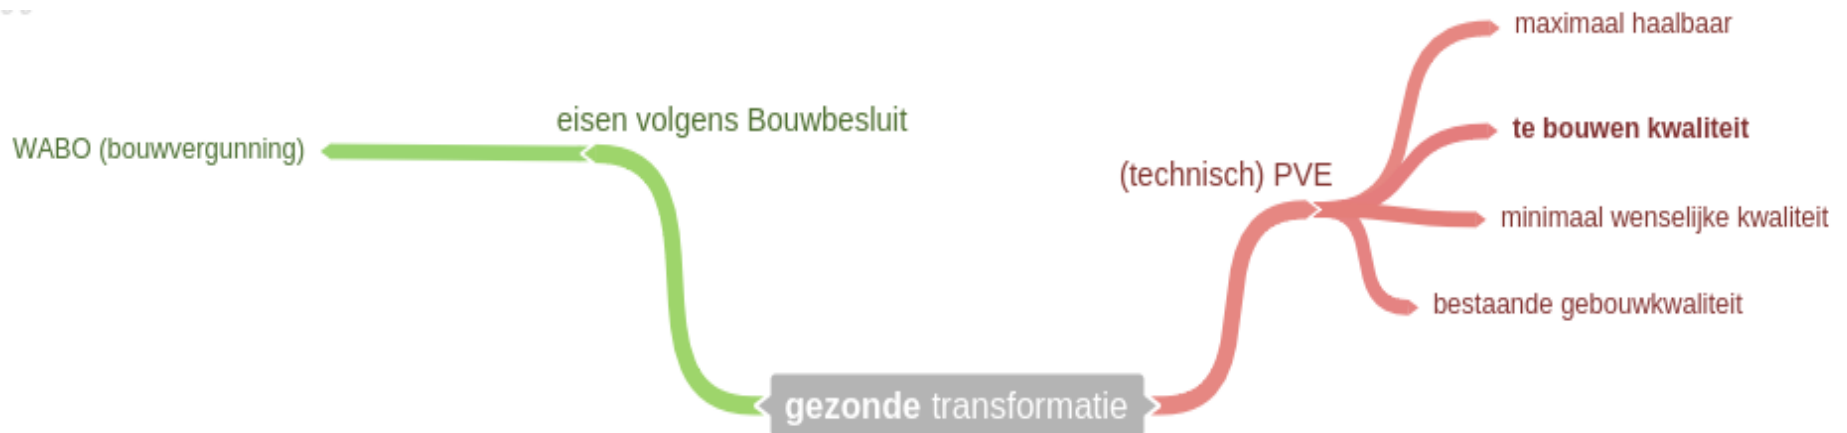 maximaal haalbaar
eisen volgens Bouwbesluit
te bouwen kwaliteit
WABO (bouwvergunning)
(technisch) PVE
minimaal wenselijke kwaliteit
bestaande gebouwkwaliteit
gezonde transformatie